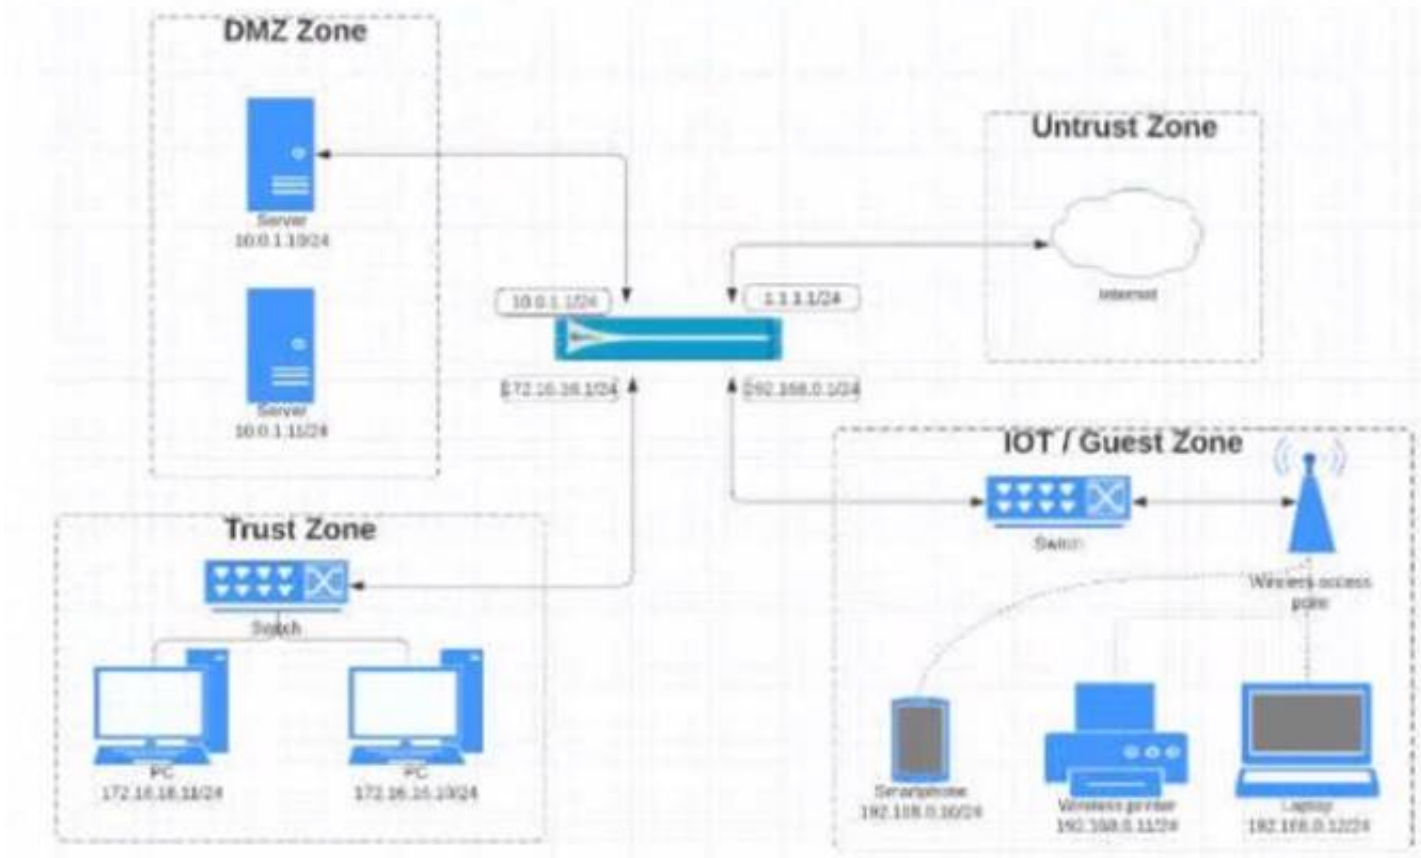 DMZ Zone
Server
10.0.1.10/24
Server
10.0.1.11/24
Untrust Zone
Internet
10.0.1.1/24
1.1.1.1/24
172.16.16.1/24
192.168.0.1/24
Trust Zone
Switch
PC
172.16.16.11/24
PC
172.16.16.10/24
IOT / Guest Zone
Switch
Wireless access
point
Smartphone
192.168.0.10/24
Wireless printer
192.168.0.11/24
Laptop
192.168.0.12/24